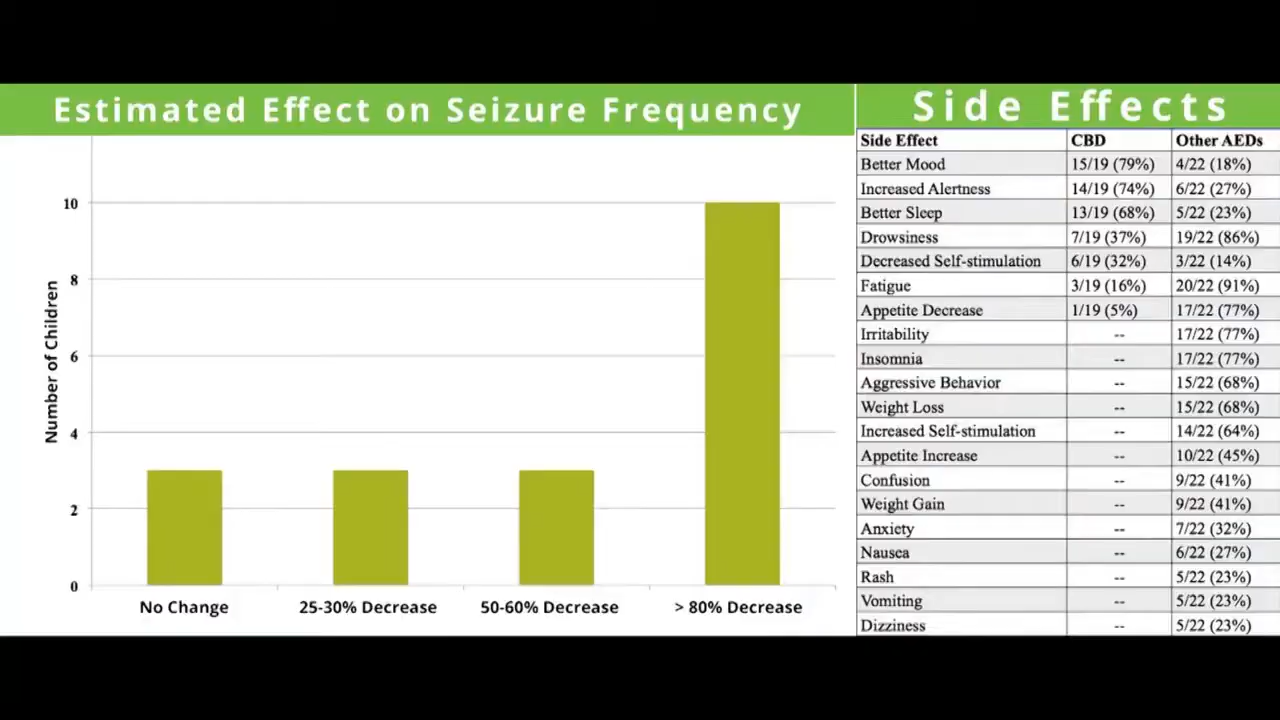 Estimated Effect on Seizure Frequency
Number of Children
10
8
6
4
2
0
No Change 25-30% Decrease 50-60% Decrease > 80% Decrease
Side Effects
Side Effect CBD Other AEDs
Better Mood 15/19 (79%) 4/22 (18%)
Increased Alertness 14/19 (74%) 6/22 (27%)
Better Sleep 13/19 (68%) 5/22 (23%)
Drowsiness 7/19 (37%) 19/22 (86%)
Decreased Self-stimulation 6/19 (32%) 3/22 (14%)
Fatigue 3/19 (16%) 20/22 (91%)
Appetite Decrease 1/19 (5%) 17/22 (77%)
Irritability -- 17/22 (77%)
Insomnia -- 17/22 (77%)
Aggressive Behavior -- 15/22 (68%)
Weight Loss -- 15/22 (68%)
Increased Self-stimulation -- 14/22 (64%)
Appetite Increase -- 10/22 (45%)
Confusion -- 9/22 (41%)
Weight Gain -- 9/22 (41%)
Anxiety -- 7/22 (32%)
Nausea -- 6/22 (27%)
Rash -- 5/22 (23%)
Vomiting -- 5/22 (23%)
Dizziness -- 5/22 (23%)